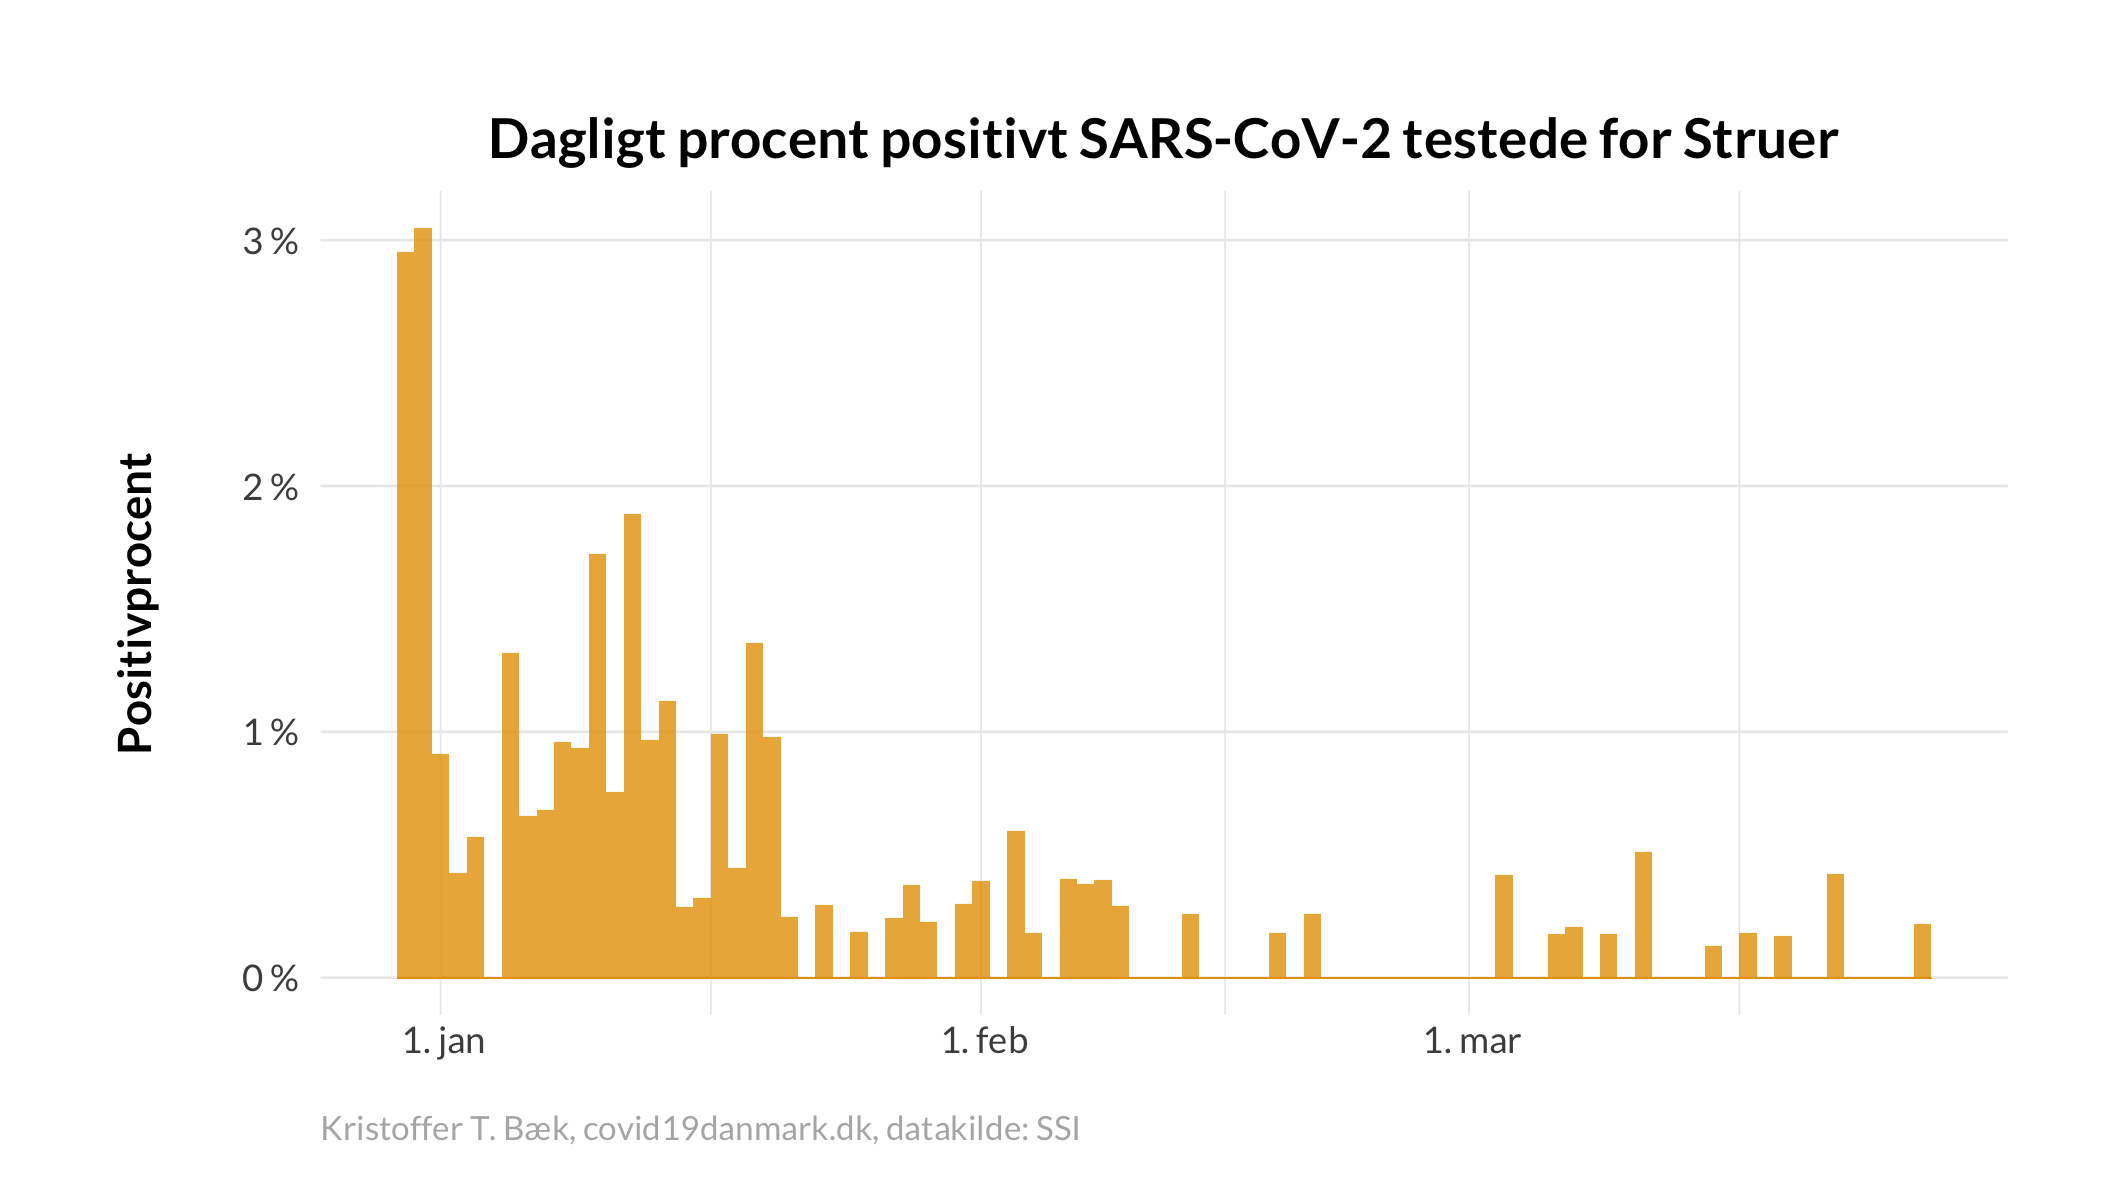 Dagligt procent positivt SARS-CoV-2 testede for Struer
Positivprocent
3 %
2 %
1 %
0 %
1. jan
1. feb
1. mar
Kristoffer T. Bæk, covid19danmark.dk, datakilde: SSI